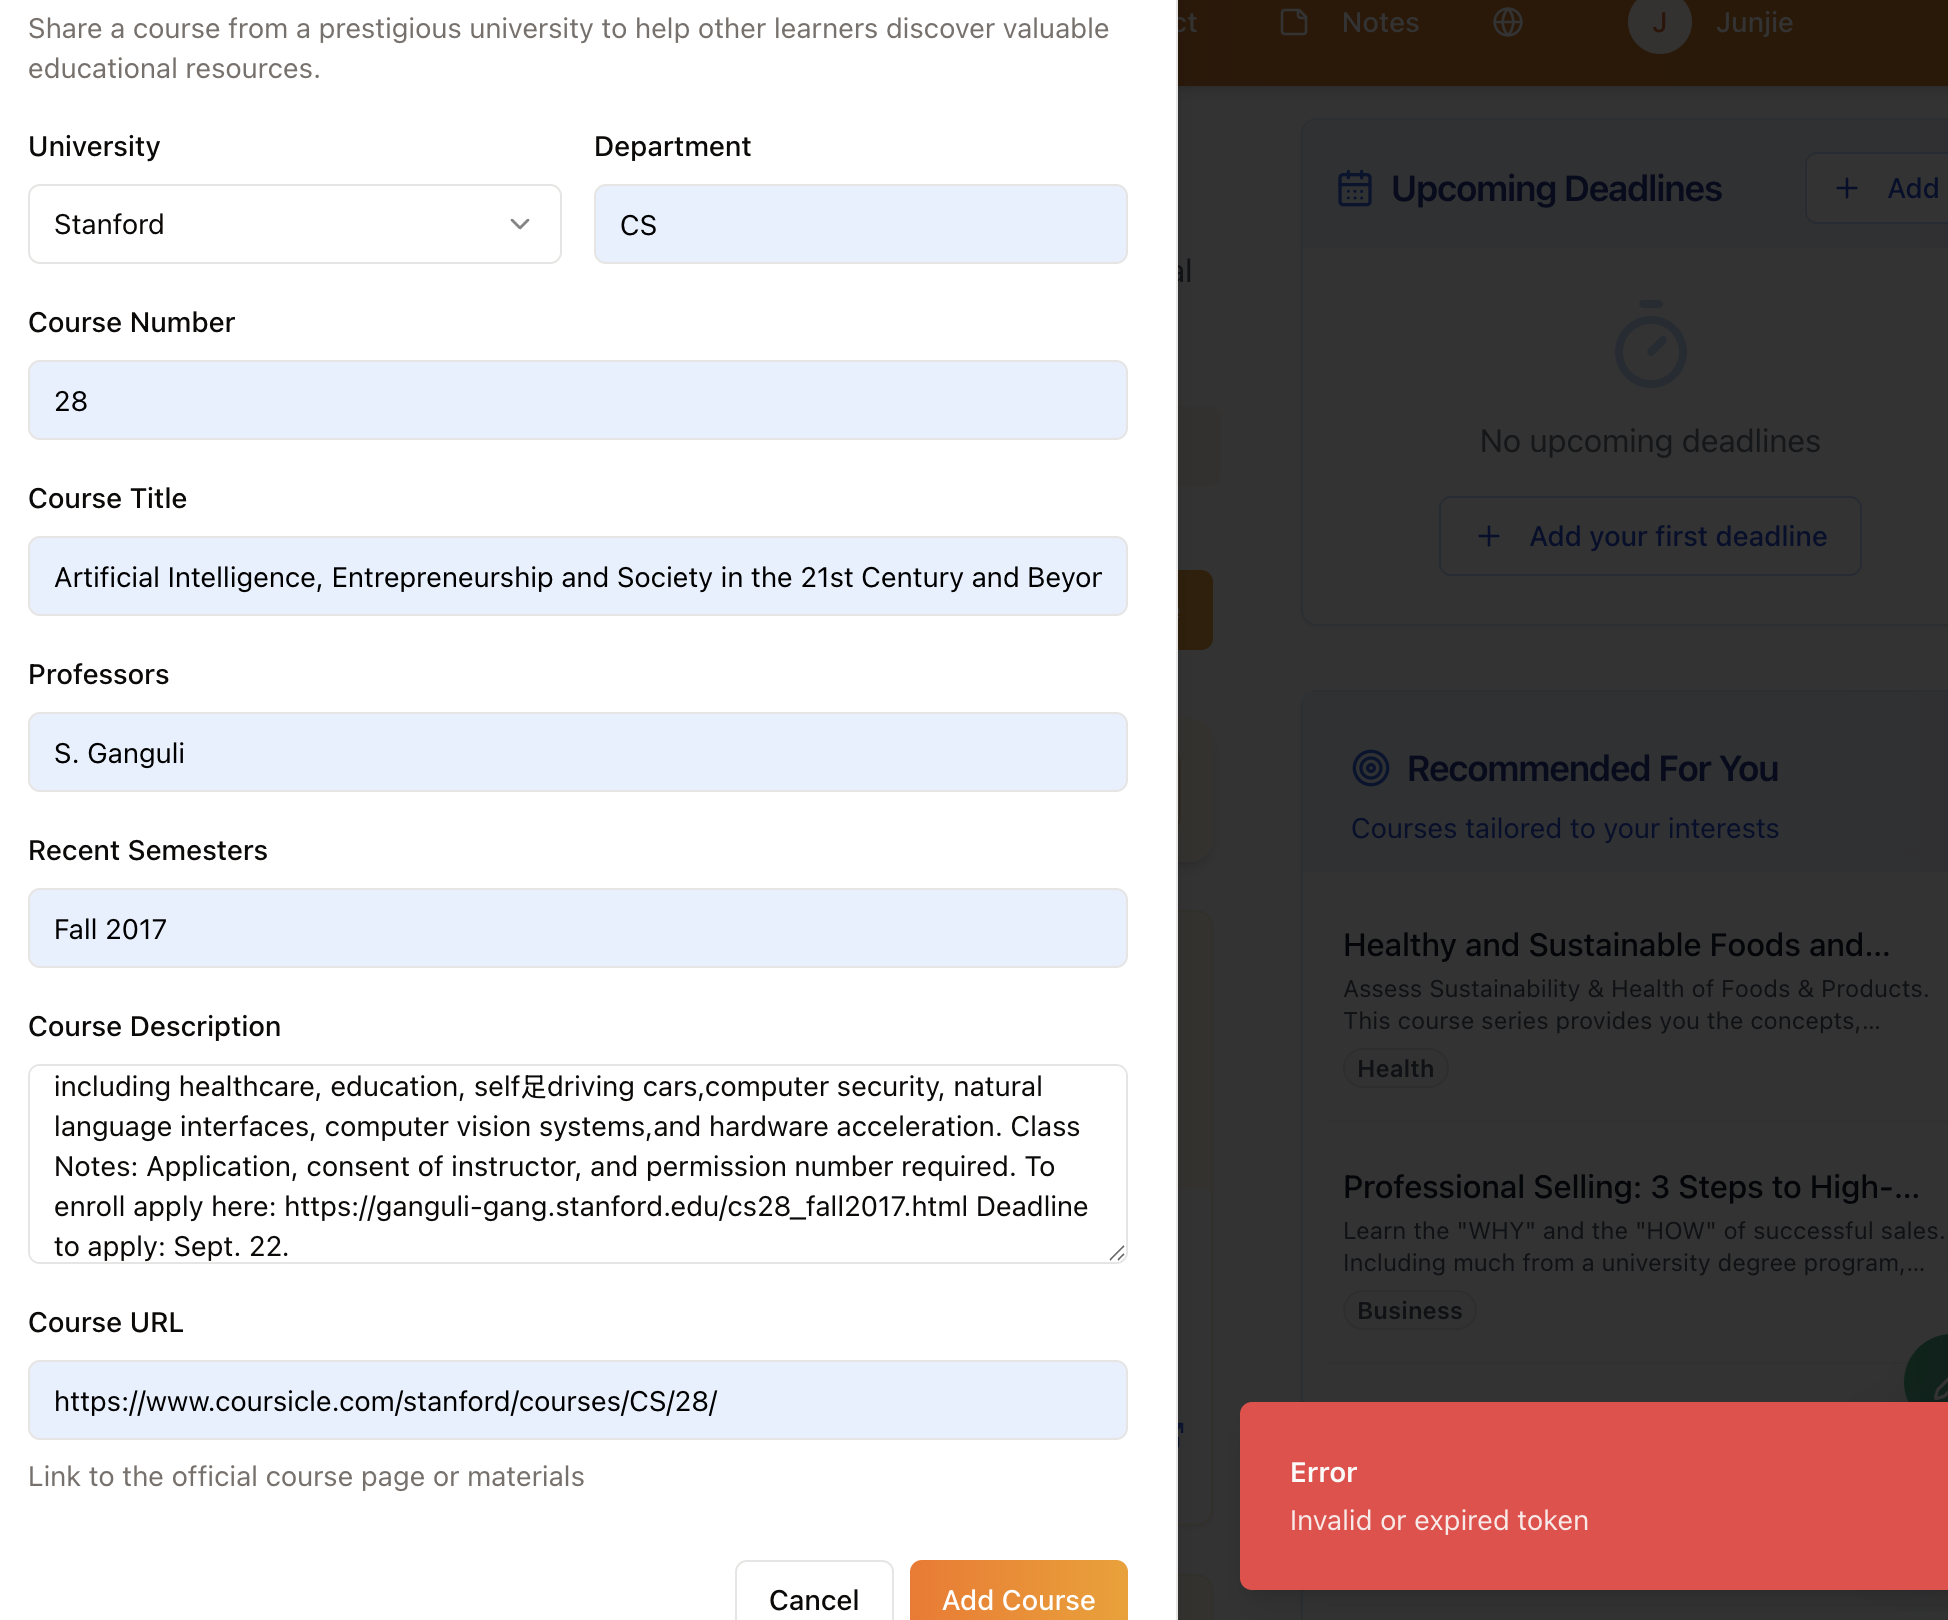 Share a course from a prestigious university to help other learners discover valuable
educational resources.
University
Department
Stanford
CS
Course Number
28
Course Title
Artificial Intelligence, Entrepreneurship and Society in the 21st Century and Beyor
Professors
S. Ganguli
Recent Semesters
Fall 2017
Course Description
including healthcare, education, self⾜driving cars,computer security, natural
language interfaces, computer vision systems,and hardware acceleration. Class
Notes: Application, consent of instructor, and permission number required. To
enroll apply here: https://ganguli-gang.stanford.edu/cs28_fall2017.html Deadline
to apply: Sept. 22.
Course URL
https://www.coursicle.com/stanford/courses/CS/28/
Link to the official course page or materials
Cancel
Add Course
ct
Notes
J
Junjie
Upcoming Deadlines
+ Add
al
No upcoming deadlines
+ Add your first deadline
Recommended For You
Courses tailored to your interests
Healthy and Sustainable Foods and...
Assess Sustainability & Health of Foods & Products.
This course series provides you the concepts,...
Health
Professional Selling: 3 Steps to High-...
Learn the "WHY" and the "HOW" of successful sales.
Including much from a university degree program,...
Business
Error
Invalid or expired token